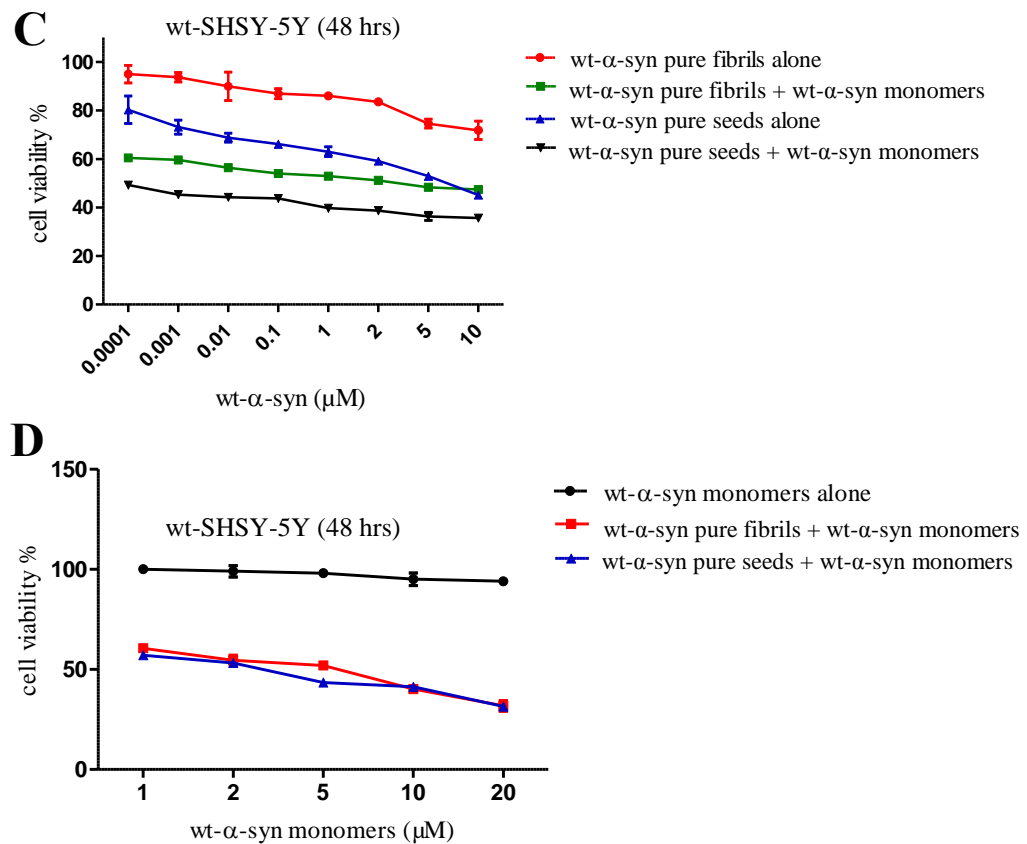 C
wt-SHSY-5Y (48 hrs)
cell viability %
100
80
60
40
20
0
0.0001
0.001
0.01
0.1
1
2
5
10
wt-α-syn (µM)
wt-α-syn pure fibrils alone
wt-α-syn pure fibrils + wt-α-syn monomers
wt-α-syn pure seeds alone
wt-α-syn pure seeds + wt-α-syn monomers
D
wt-SHSY-5Y (48 hrs)
cell viability %
150
100
50
0
1
2
5
10
20
wt-α-syn monomers (µM)
wt-α-syn monomers alone
wt-α-syn pure fibrils + wt-α-syn monomers
wt-α-syn pure seeds + wt-α-syn monomers